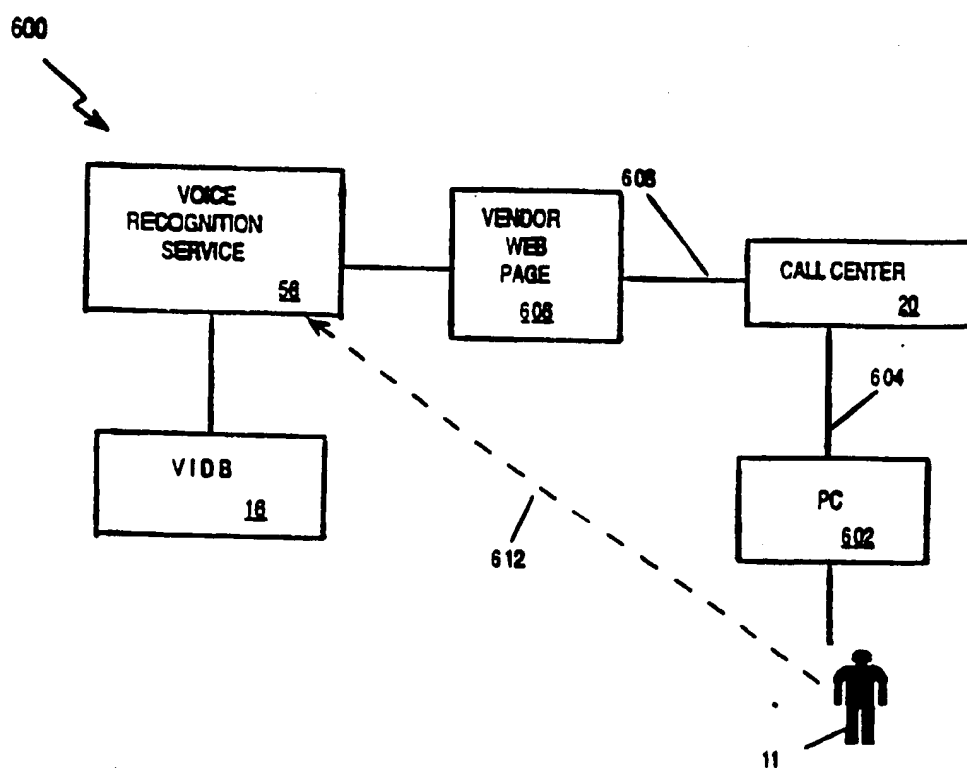 600
VOICE
RECOGNITION
SERVICE
56
VENDOR
WEB
PAGE
606
608
CALL CENTER
20
604
VIDB
16
PC
602
612
11